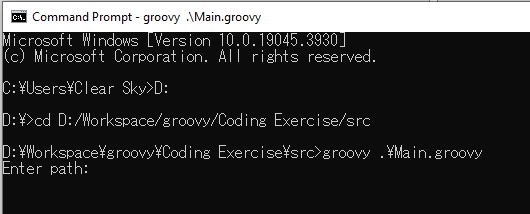 Command Prompt - groovy .\Main.groovy
Microsoft Windows [Version 10.0.19045.3930]
(c) Microsoft Corporation. All rights reserved.
C:¥Users¥Clear Sky>D:
D:¥>cd D:/Workspace/groovy/Coding Exercise/src
D:¥Workspace¥groovy¥Coding Exercise¥src>groovy .¥Main.groovy
Enter path: